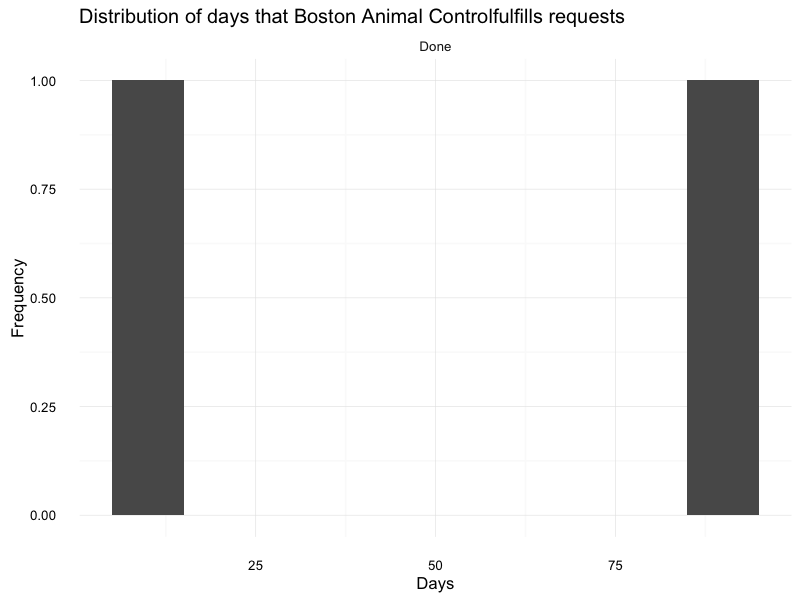 Distribution of days that Boston Animal Controlfulfills requests
Done
1.00
0.75
0.50
0.25
0.00
Frequency
25 50 75
Days